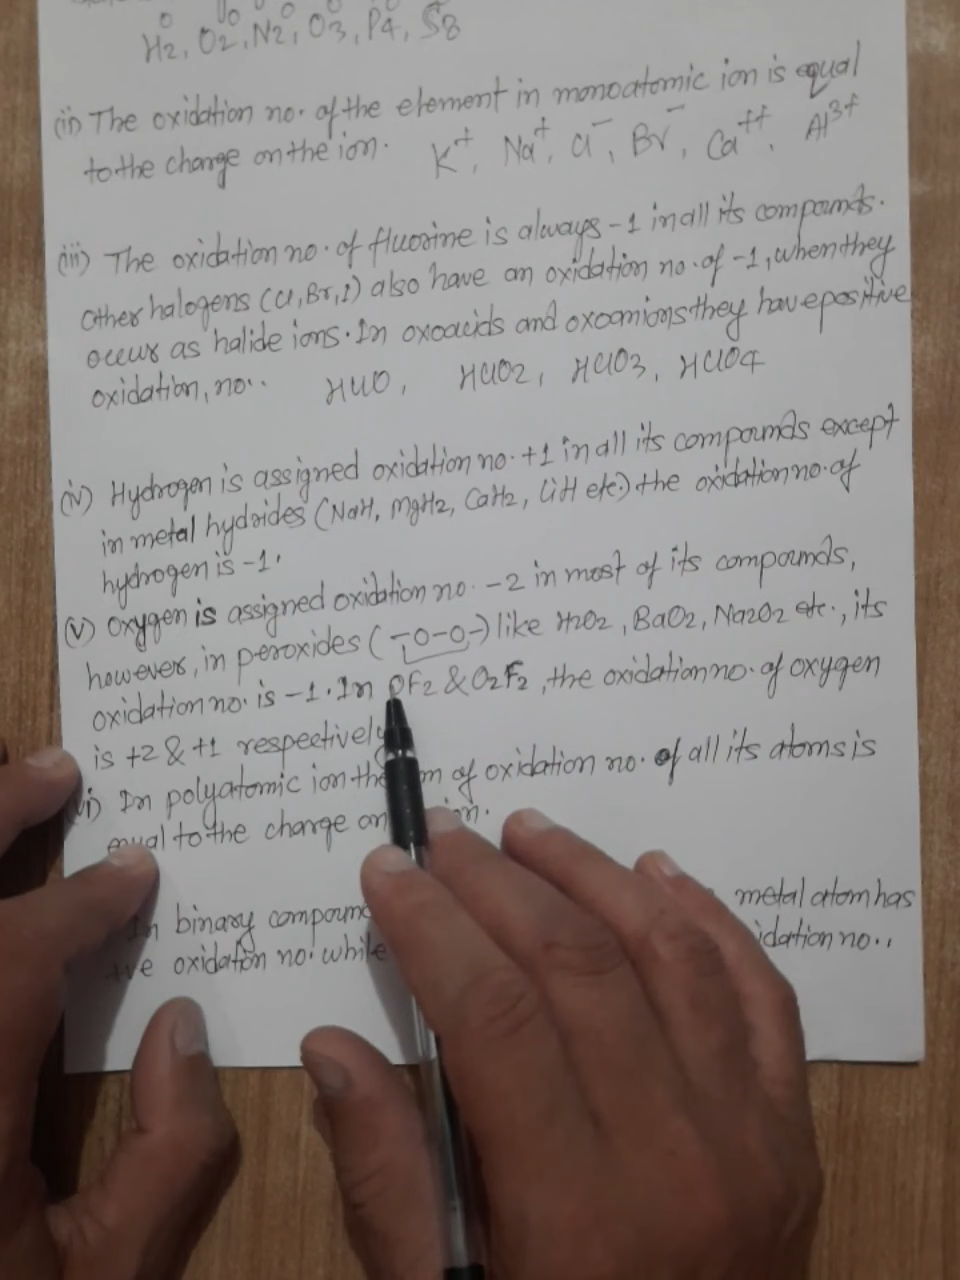 H2, O2, N2, O3, P4, S8
(ii) The oxidation no. of the element in monoatomic ion is equal
to the charge on the ion. K+, Na+, Cl-, Br-, Ca++, Al3+
(iii) The oxidation no. of fluorine is always -1 in all its compounds.
Other halogens (Cl, Br, I) also have an oxidation no. of -1, when they
occur as halide ions. In oxoacids and oxoanions they have positive
oxidation, no.. HClO, HClO2, HClO3, HClO4
(iv) Hydrogen is assigned oxidation no. +1 in all its compounds except
in metal hydrides (NaH, MgH2, CaH2, LiH etc.) the oxidation no. of
hydrogen is -1.
(v) Oxygen is assigned oxidation no. -2 in most of its compounds,
however, in peroxides (-O-O-) like H2O2, BaO2, Na2O2 etc., its
oxidation no. is -1. In OF2 & O2F2, the oxidation no. of oxygen
is +2 & +1 respectively
In polyatomic ion of oxidation no. of all its atoms is
equal to the charge on
In binary metal atom has
+ve oxidation no. while no..